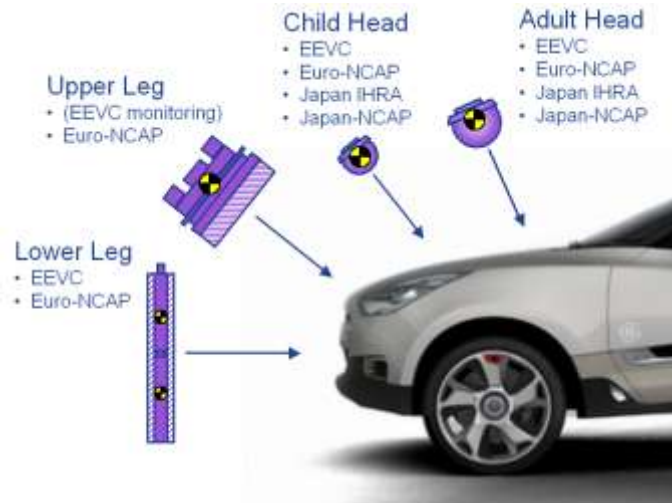 Child Head
• EEVC
• Euro-NCAP
• Japan IHRA
• Japan-NCAP
Adult Head
• EEVC
• Euro-NCAP
• Japan IHRA
• Japan-NCAP
Upper Leg
• (EEVC monitoring)
• Euro-NCAP
Lower Leg
• EEVC
• Euro-NCAP